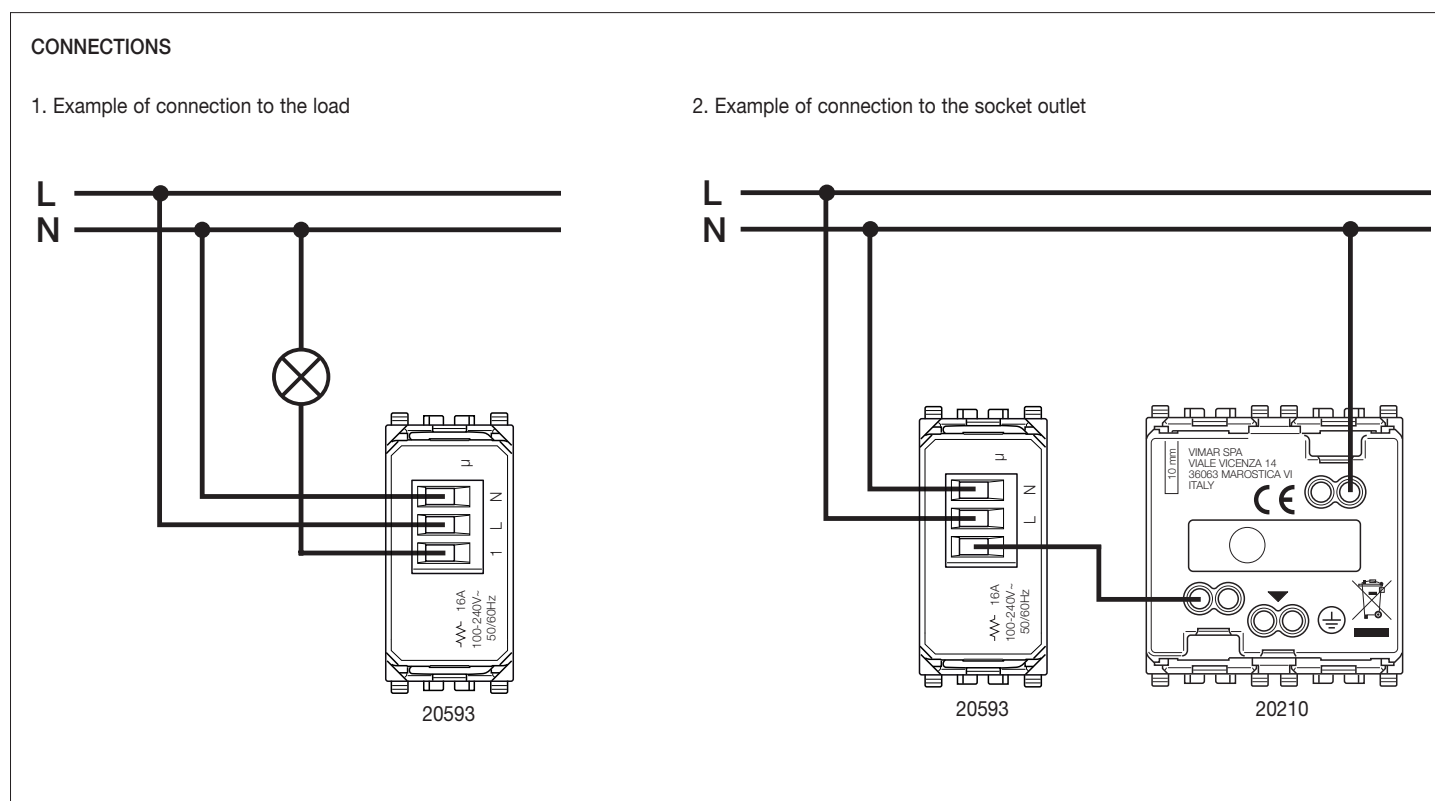 CONNECTIONS
1. Example of connection to the load
2. Example of connection to the socket outlet
L
N
µ
N
L
1
16A
100-240V~
50/60Hz
20593
L
N
µ
N
L
16A
100-240V~
50/60Hz
20593
10 mm
VIMAR SPA
VIALE VICENZA 14
36063 MAROSTICA VI
ITALY
CE
20210